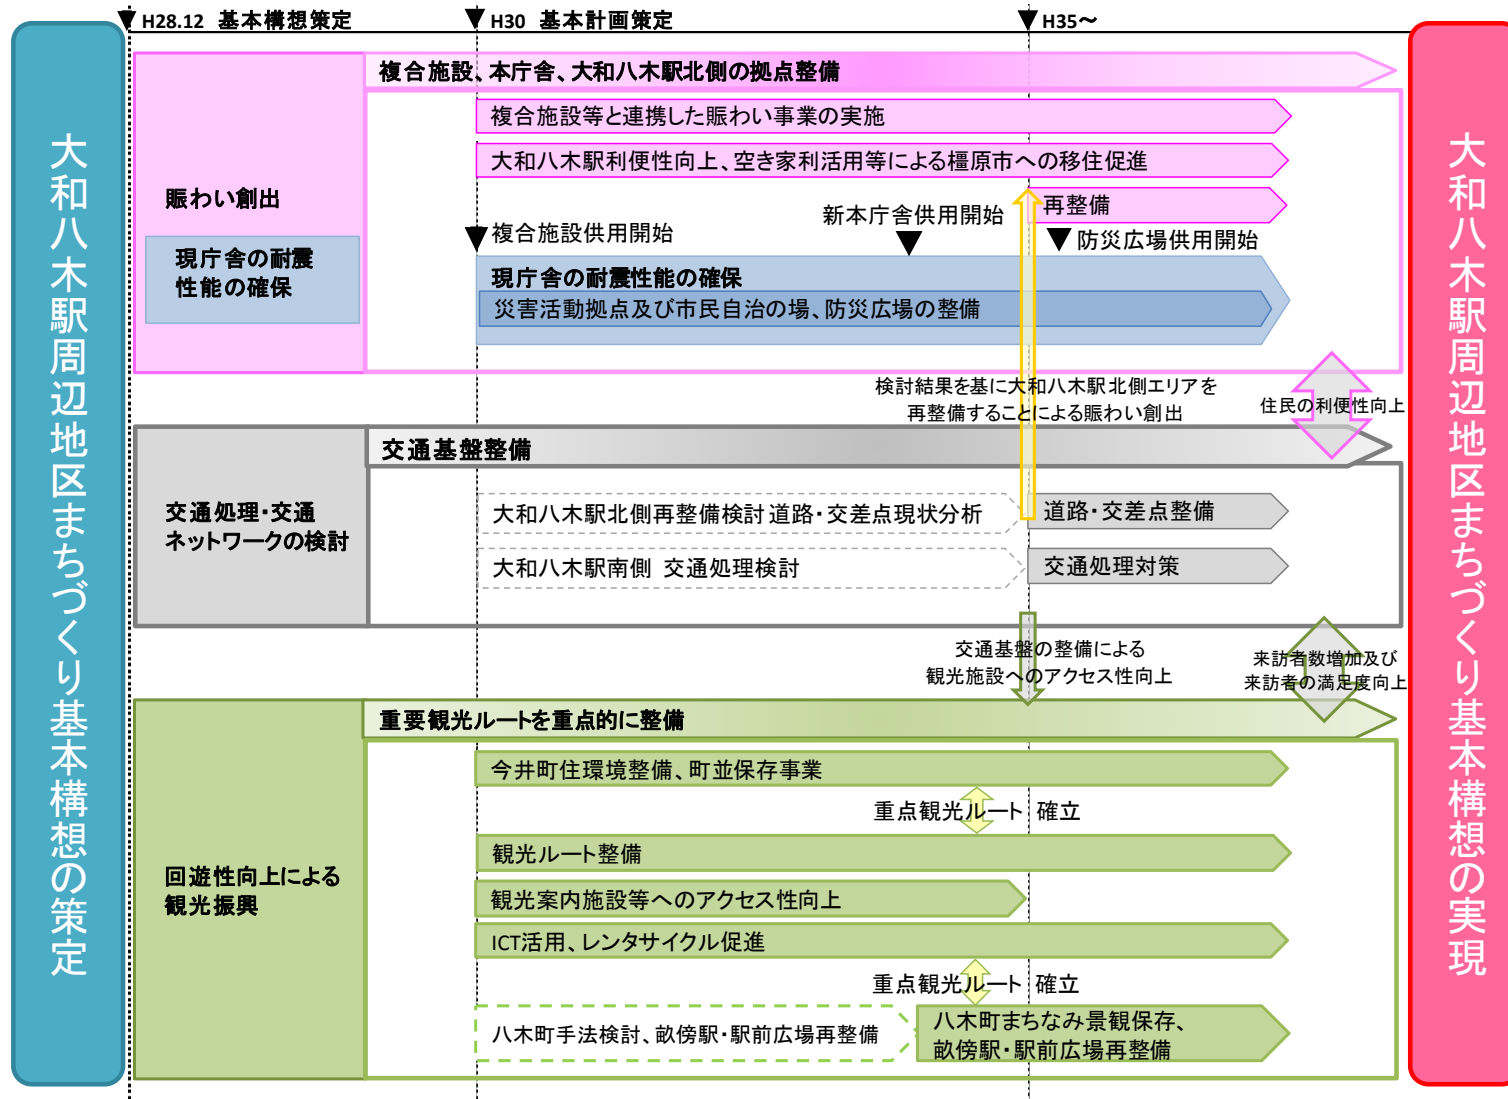 H28.12 基本構想策定
H30 基本計画策定
H35～
大和八木駅周辺地区まちづくり基本構想の策定
複合施設、本庁舎、大和八木駅北側の拠点整備
複合施設等と連携した賑わい事業の実施
大和八木駅利便性向上、空き家利活用等による橿原市への移住促進
賑わい創出
再整備
新本庁舎供用開始
複合施設供用開始
防災広場供用開始
現庁舎の耐震
性能の確保
現庁舎の耐震性能の確保
災害活動拠点及び市民自治の場、防災広場の整備
検討結果を基に大和八木駅北側エリアを
再整備することによる賑わい創出
住民の利便性向上
交通基盤整備
交通処理・交通
ネットワークの検討
大和八木駅北側再整備検討 道路・交差点現状分析
道路・交差点整備
大和八木駅南側 交通処理検討
交通処理対策
交通基盤の整備による
観光施設へのアクセス性向上
来訪者数増加及び
来訪者の満足度向上
重要観光ルートを重点的に整備
今井町住環境整備、町並保存事業
重点観光ルート 確立
観光ルート整備
回遊性向上による
観光振興
観光案内施設等へのアクセス性向上
ICT活用、レンタサイクル促進
重点観光ルート 確立
八木町手法検討、畝傍駅・駅前広場再整備
八木町まちなみ景観保存、
畝傍駅・駅前広場再整備
大和八木駅周辺地区まちづくり基本構想の実現